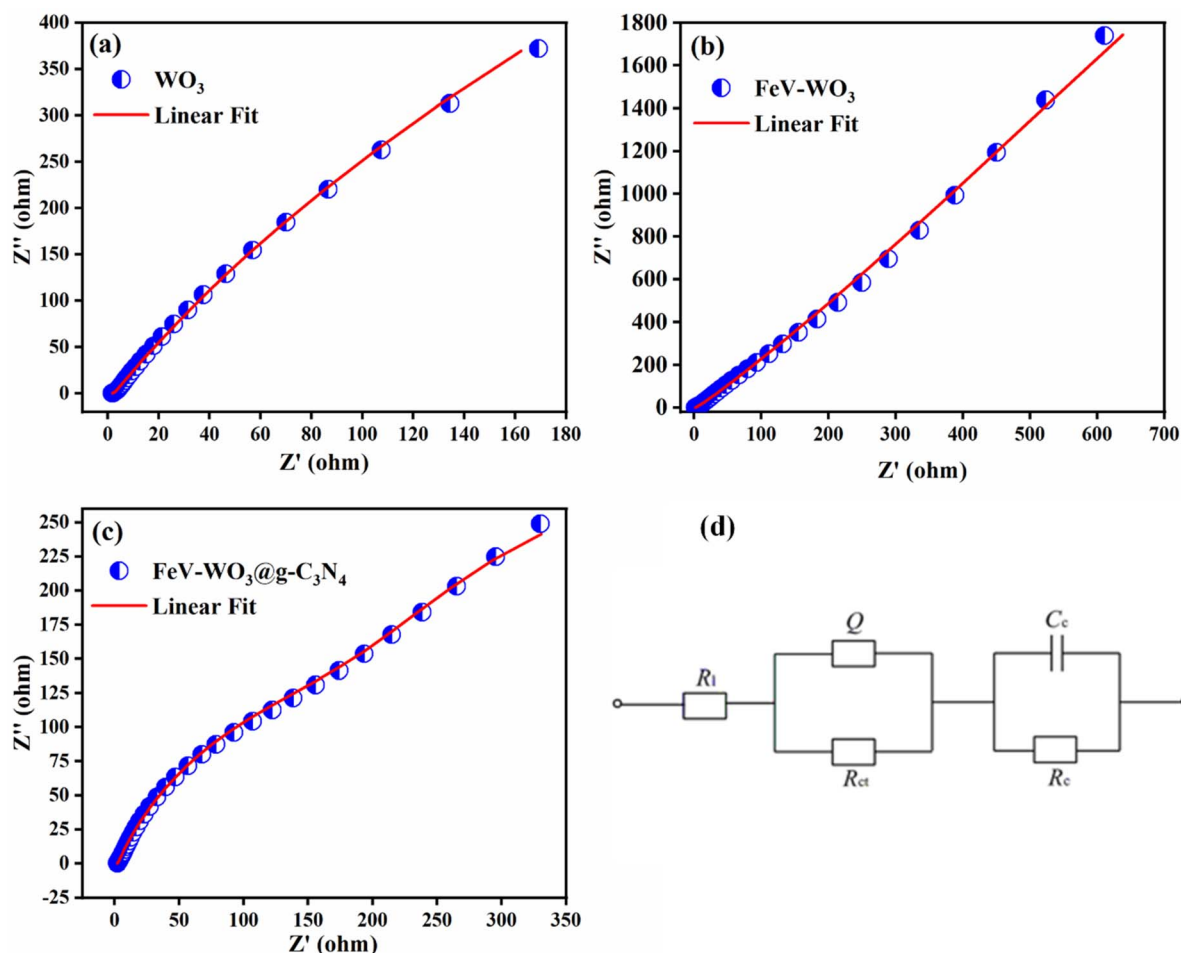 (a)
WO₃
Linear Fit
400
350
300
250
200
150
100
50
0
Z'' (ohm)
0 20 40 60 80 100 120 140 160 180
Z' (ohm)
(b)
FeV-WO₃
Linear Fit
1800
1600
1400
1200
1000
800
600
400
200
0
Z'' (ohm)
0 100 200 300 400 500 600 700
Z' (ohm)
(c)
FeV-WO₃@g-C₃N₄
Linear Fit
250
225
200
175
150
125
100
75
50
25
0
-25
Z'' (ohm)
0 50 100 150 200 250 300 350
Z' (ohm)
(d)
R₁
Q
Rct
Cc
Rc